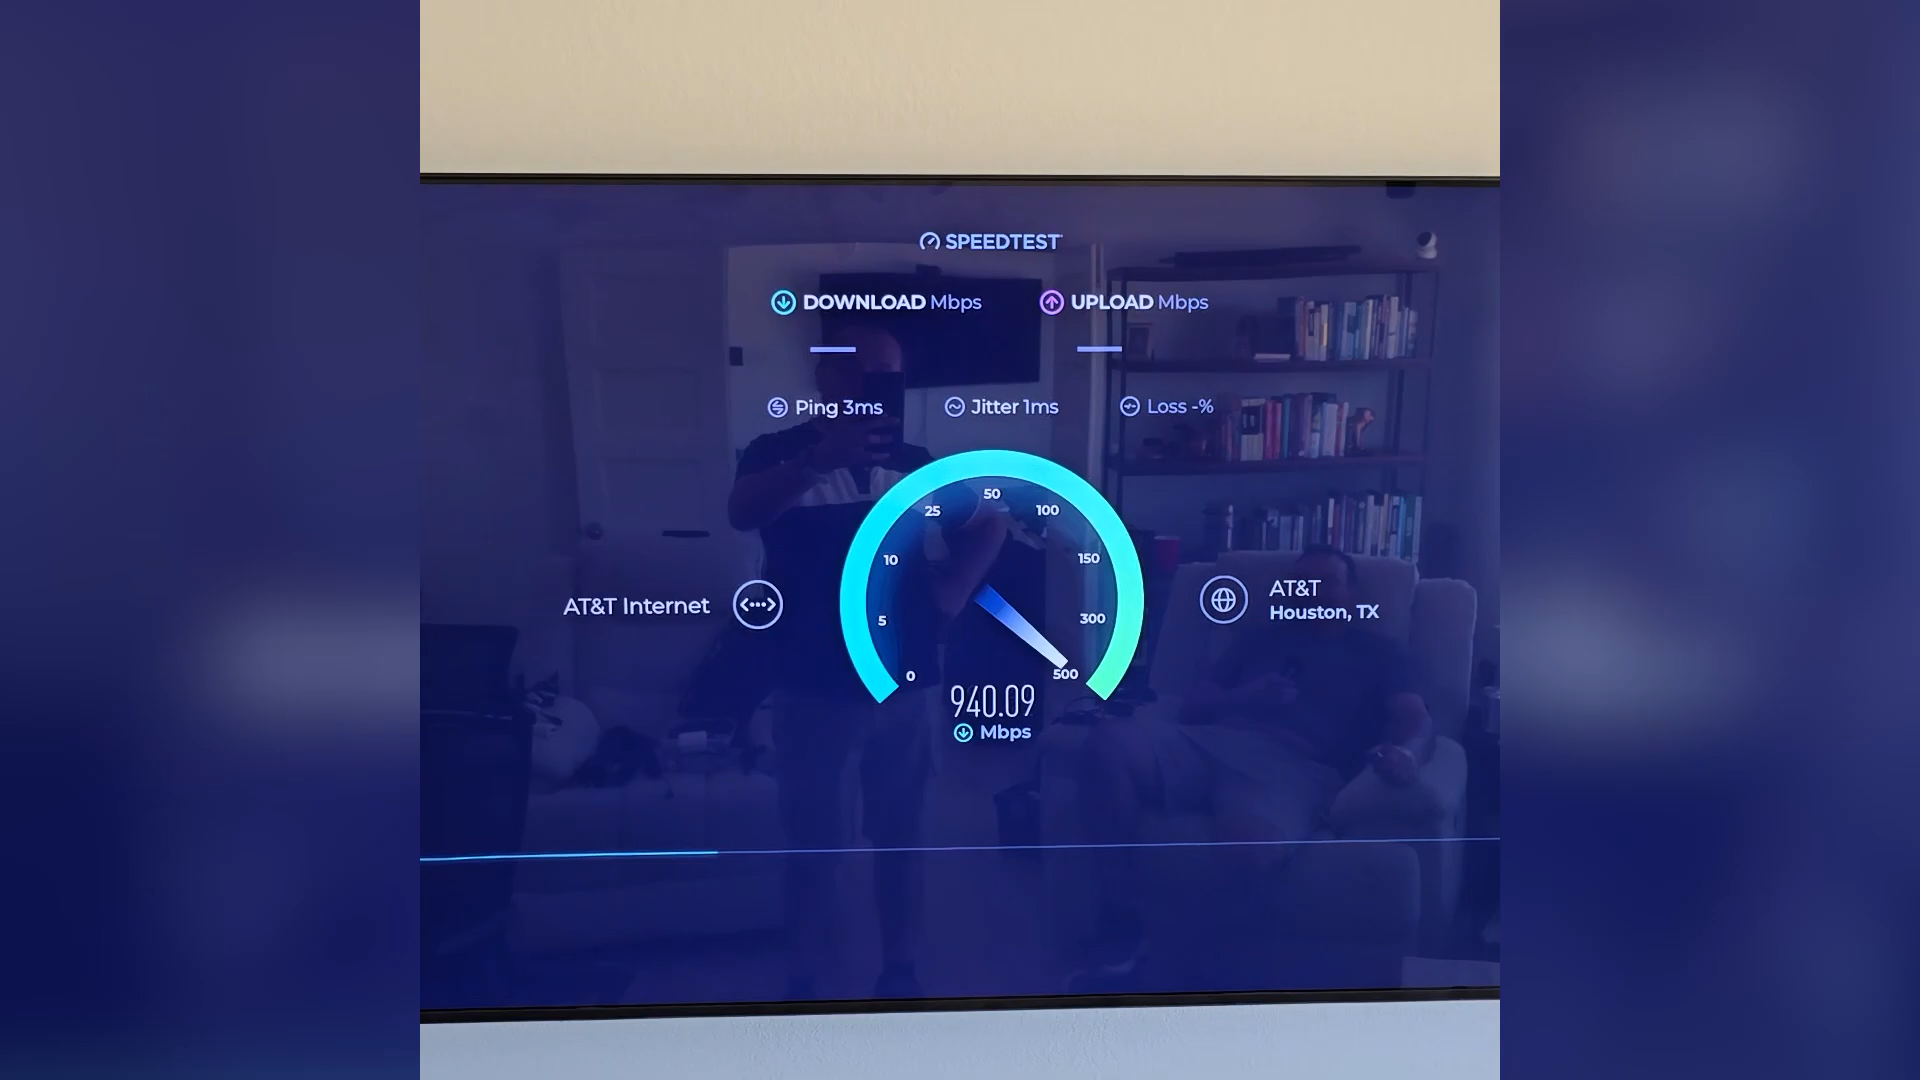 SPEEDTEST
DOWNLOAD Mbps
UPLOAD Mbps
Ping 3ms
Jitter 1ms
Loss -%
0
5
10
25
50
100
150
300
500
940.09
Mbps
AT&T Internet
AT&T
Houston, TX